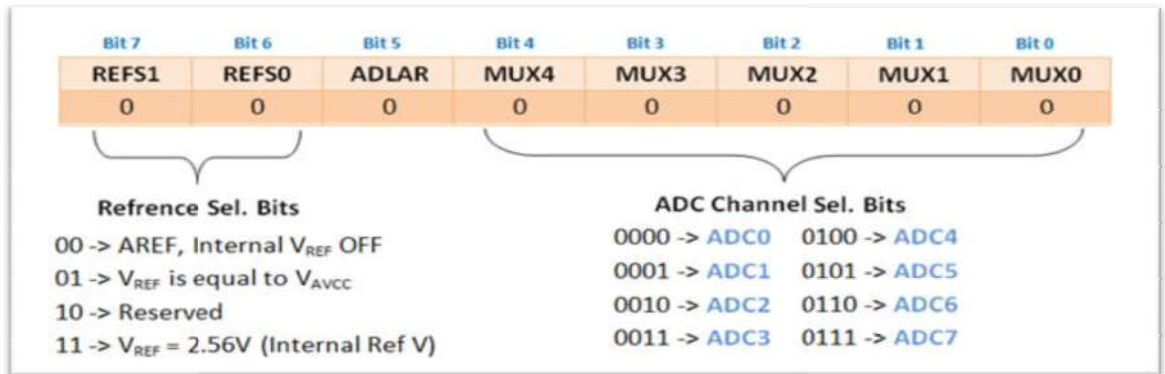 Bit 7 Bit 6 Bit 5 Bit 4 Bit 3 Bit 2 Bit 1 Bit 0
REFS1 REFS0 ADLAR MUX4 MUX3 MUX2 MUX1 MUX0
0 0 0 0 0 0 0 0
Refrence Sel. Bits
00 -> AREF, Internal VREF OFF
01 -> VREF is equal to VAVCC
10 -> Reserved
11 -> VREF = 2.56V (Internal Ref V)
ADC Channel Sel. Bits
0000 -> ADC0 0100 -> ADC4
0001 -> ADC1 0101 -> ADC5
0010 -> ADC2 0110 -> ADC6
0011 -> ADC3 0111 -> ADC7